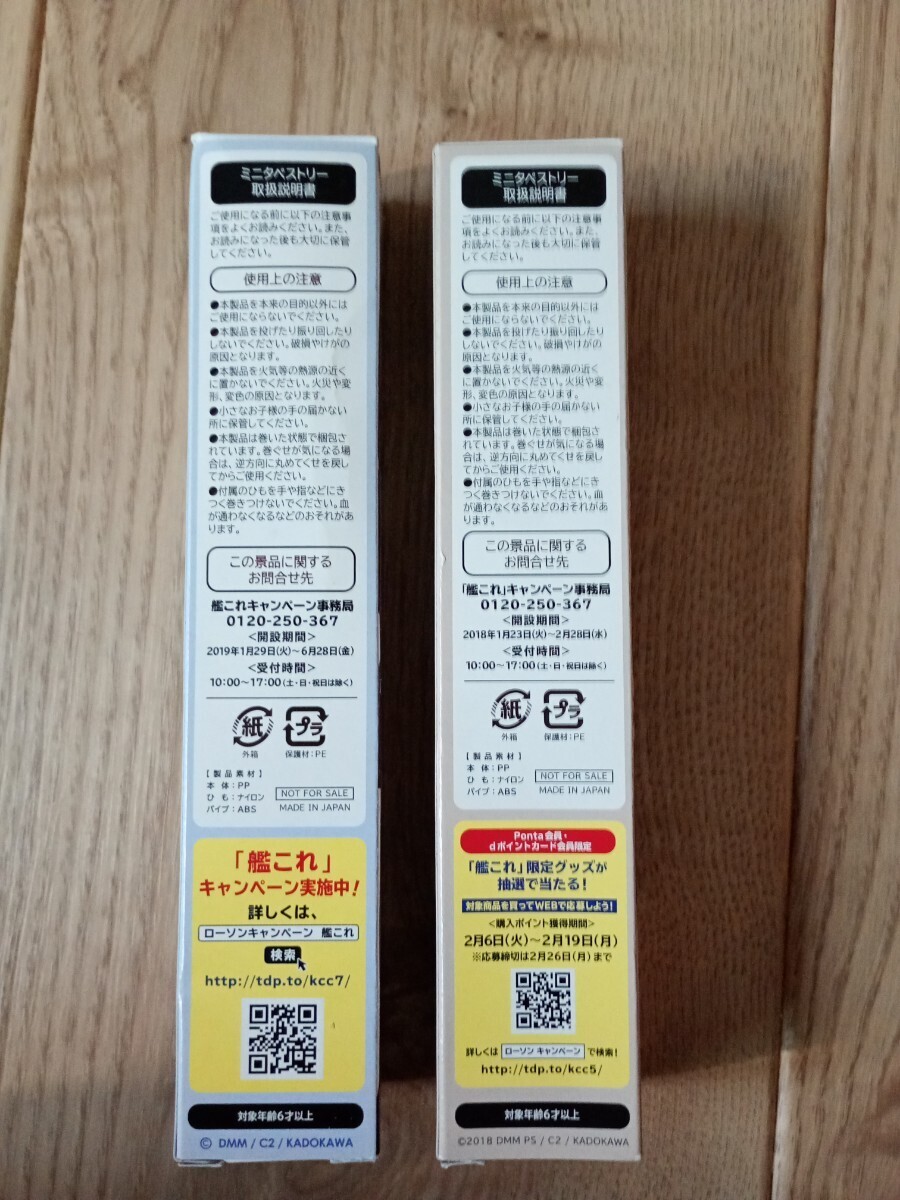 ミニタペストリー
取扱説明書
ご使用になる前に以下の注意事
項をよくお読みください。また、
お読みになった後も大切に保管
してください。
使用上の注意
●本製品を本来の目的以外には
ご使用にならないでください。
●本製品を投げたり振り回したり
しないでください。破損やけがの
原因となります。
●本製品を火気等の熱源の近く
に置かないでください。火災や変
形、変色の原因となります。
●小さなお子様の手の届かない
所に保管してください。
●本製品は巻いた状態で梱包さ
れています。巻ぐせが気になる場
合は、逆方向に丸めてくせを戻し
てからご使用ください。
●付属のひもを手や指などにき
つく巻きつけないでください。血
が通わなくなるなどのおそれがあ
ります。
この景品に関する
お問合せ先
艦これキャンペーン事務局
0120-250-367
<開設期間>
2019年1月29日(火)～6月28日(金)
<受付時間>
10:00～17:00(土・日・祝日は除く)
紙
外箱
プラ
保護材:PE
【製品素材】
本体:PP
ひも:ナイロン
パイプ:ABS
NOT FOR SALE
MADE IN JAPAN
「艦これ」
キャンペーン実施中!
詳しくは、
ローソンキャンペーン 艦これ
検索
http://tdp.to/kcc7/
対象年齢6才以上
© DMM / C2 / KADOKAWA
ミニタペストリー
取扱説明書
ご使用になる前に以下の注意事
項をよくお読みください。また、
お読みになった後も大切に保管
してください。
使用上の注意
●本製品を本来の目的以外には
ご使用にならないでください。
●本製品を投げたり振り回したり
しないでください。破損やけがの
原因となります。
●本製品を火気等の熱源の近く
に置かないでください。火災や変
形、変色の原因となります。
●小さなお子様の手の届かない
所に保管してください。
●本製品は巻いた状態で梱包さ
れています。巻ぐせが気になる場
合は、逆方向に丸めてくせを戻し
てからご使用ください。
●付属のひもを手や指などにき
つく巻きつけないでください。血
が通わなくなるなどのおそれがあ
ります。
この景品に関する
お問合せ先
「艦これ」キャンペーン事務局
0120-250-367
<開設期間>
2018年1月23日(火)～2月28日(水)
<受付時間>
10:00～17:00(土・日・祝日は除く)
紙
外箱
プラ
保護材:PE
【製品素材】
本体:PP
ひも:ナイロン
パイプ:ABS
NOT FOR SALE
MADE IN JAPAN
Ponta会員・
dポイントカード会員限定
「艦これ」限定グッズが
抽選で当たる!
対象商品を買ってWEBで応募しよう!
<購入ポイント獲得期間>
2月6日(火)～2月19日(月)
※応募締切は2月26日(月)まで
詳しくは ローソン キャンペーン で検索!
http://tdp.to/kcc5/
対象年齢6才以上
©2018 DMM PS / C2 / KADOKAWA